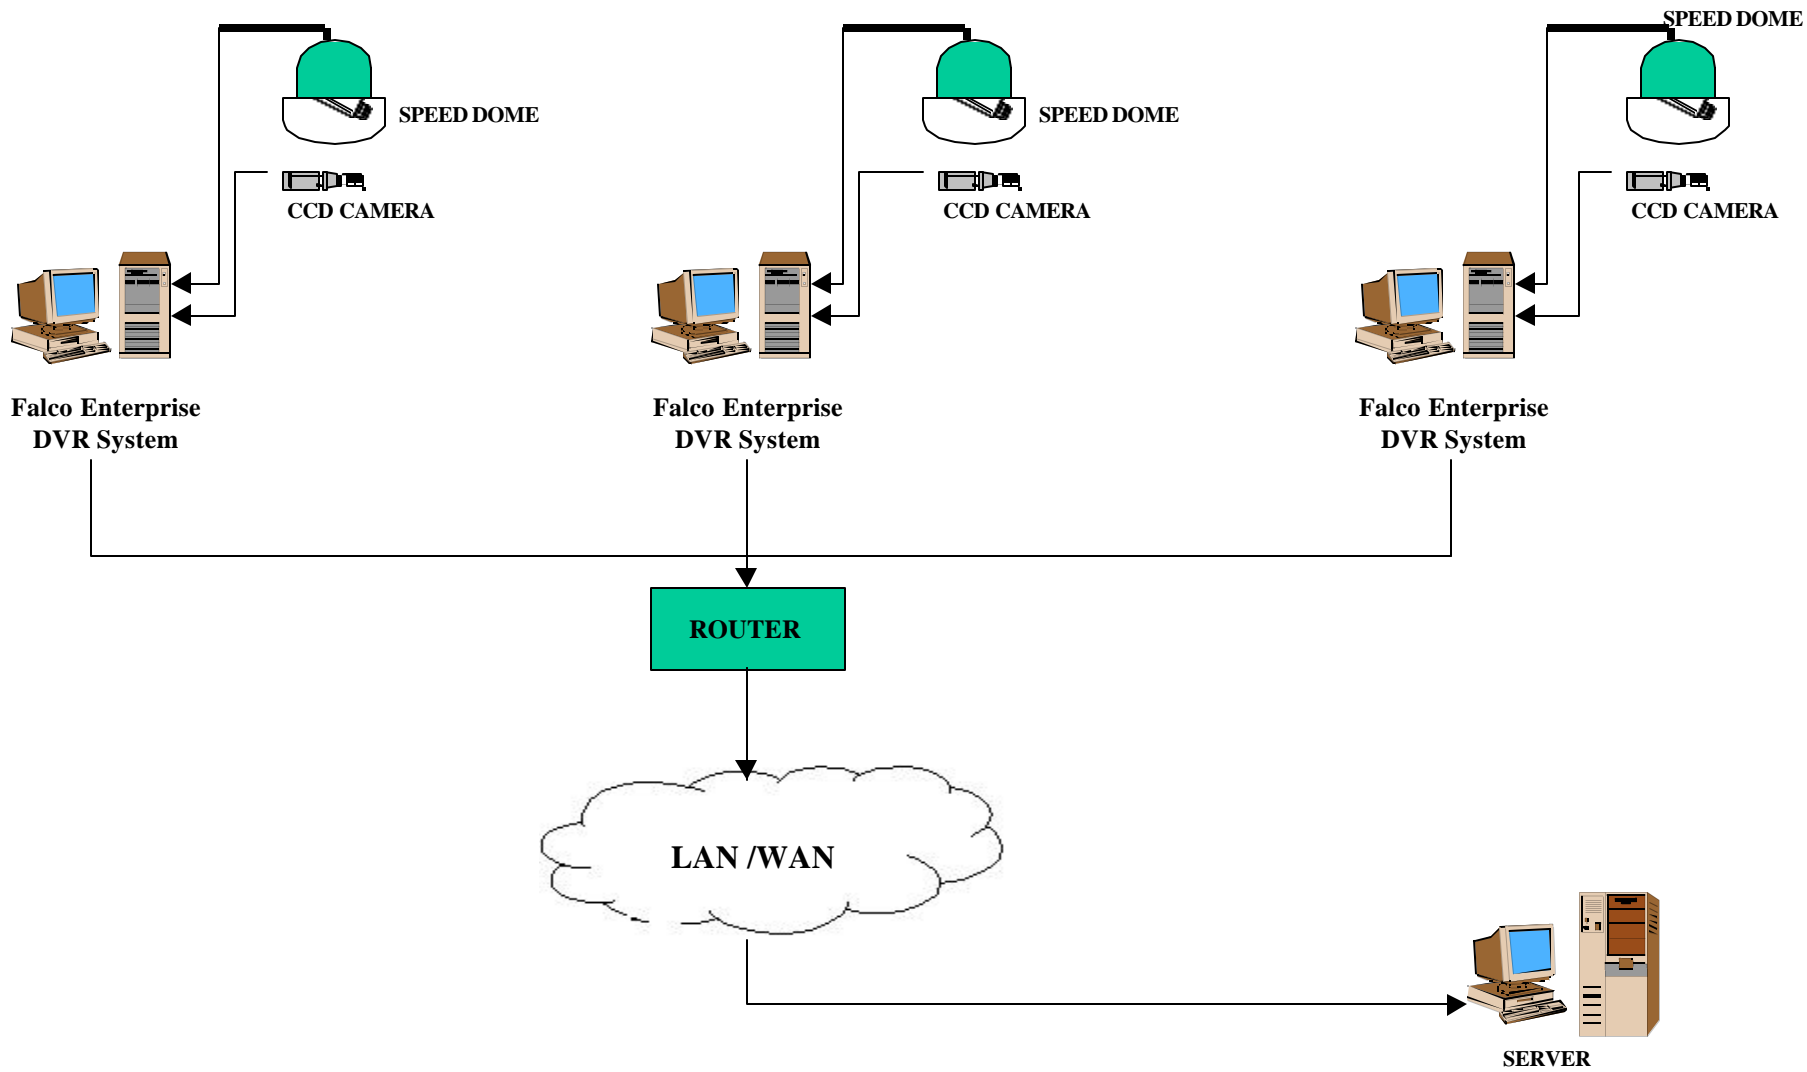 SPEED DOME
SPEED DOME
SPEED DOME
CCD CAMERA
CCD CAMERA
CCD CAMERA
Falco Enterprise
DVR System
Falco Enterprise
DVR System
Falco Enterprise
DVR System
ROUTER
LAN /WAN
SERVER